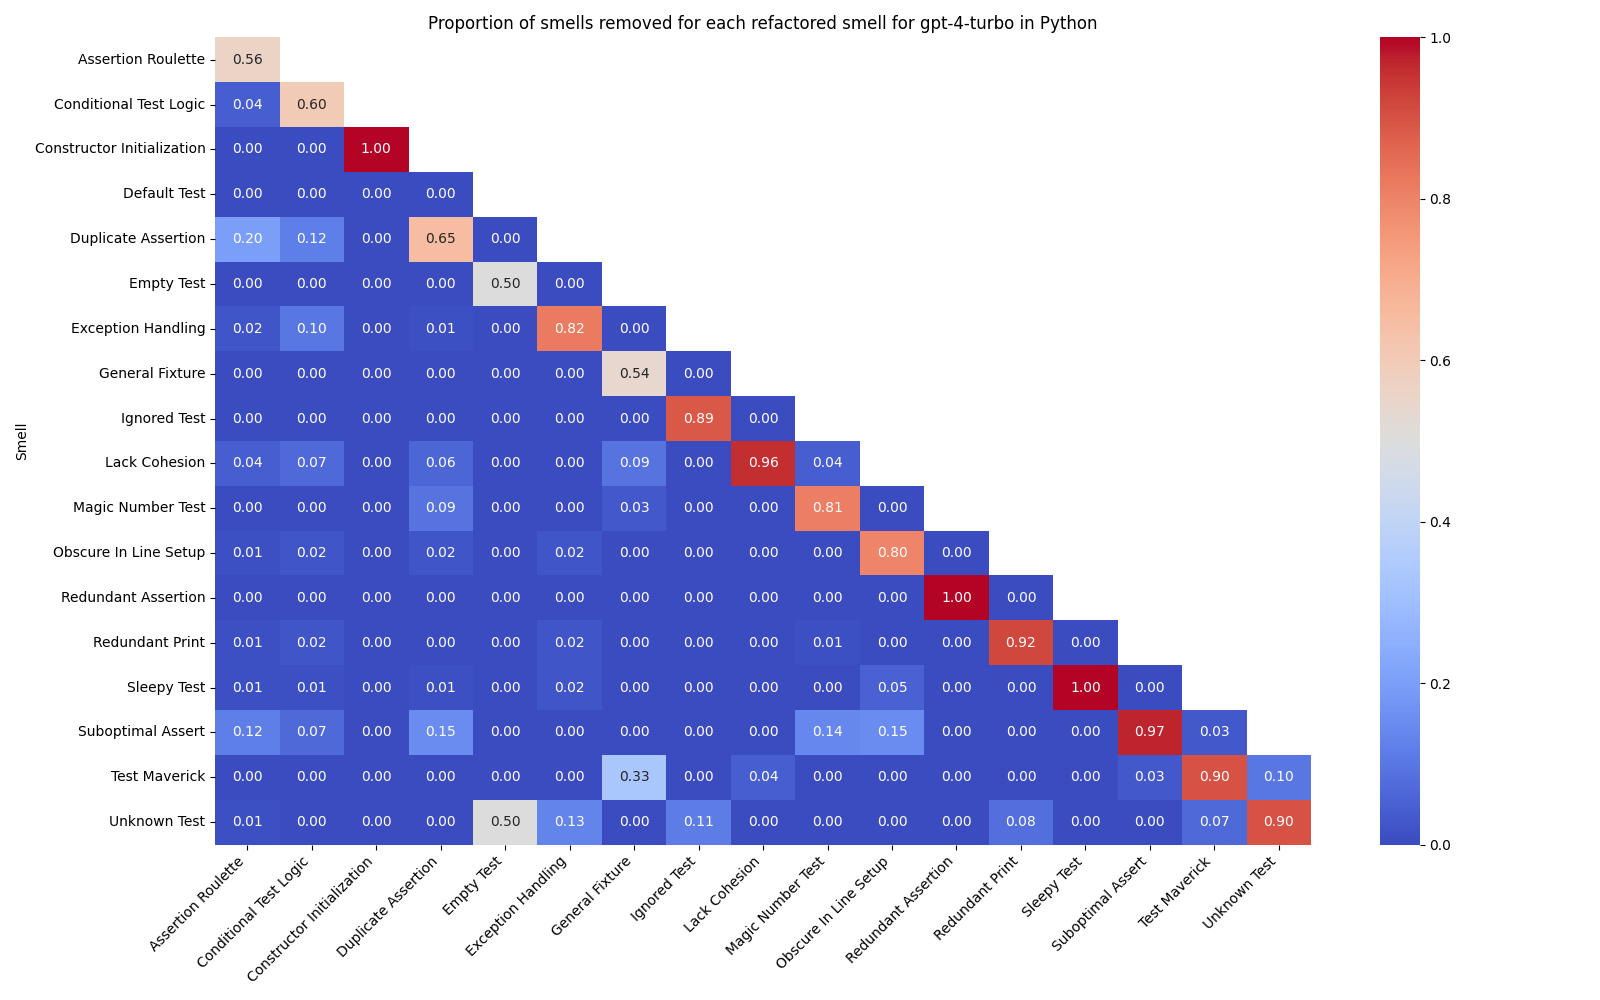 Proportion of smells removed for each refactored smell for gpt-4-turbo in Python
Smell
Assertion Roulette 0.56
Conditional Test Logic 0.04 0.60
Constructor Initialization 0.00 0.00 1.00
Default Test 0.00 0.00 0.00 0.00
Duplicate Assertion 0.20 0.12 0.00 0.65 0.00
Empty Test 0.00 0.00 0.00 0.00 0.50 0.00
Exception Handling 0.02 0.10 0.00 0.01 0.00 0.82 0.00
General Fixture 0.00 0.00 0.00 0.00 0.00 0.00 0.54 0.00
Ignored Test 0.00 0.00 0.00 0.00 0.00 0.00 0.00 0.89 0.00
Lack Cohesion 0.04 0.07 0.00 0.06 0.00 0.00 0.09 0.00 0.96 0.04
Magic Number Test 0.00 0.00 0.00 0.09 0.00 0.00 0.03 0.00 0.00 0.81 0.00
Obscure In Line Setup 0.01 0.02 0.00 0.02 0.00 0.02 0.00 0.00 0.00 0.00 0.80 0.00
Redundant Assertion 0.00 0.00 0.00 0.00 0.00 0.00 0.00 0.00 0.00 0.00 0.00 1.00 0.00
Redundant Print 0.01 0.02 0.00 0.00 0.00 0.02 0.00 0.00 0.00 0.01 0.00 0.00 0.92 0.00
Sleepy Test 0.01 0.01 0.00 0.01 0.00 0.02 0.00 0.00 0.00 0.00 0.05 0.00 0.00 1.00 0.00
Suboptimal Assert 0.12 0.07 0.00 0.15 0.00 0.00 0.00 0.00 0.00 0.14 0.15 0.00 0.00 0.00 0.97 0.03
Test Maverick 0.00 0.00 0.00 0.00 0.00 0.00 0.33 0.00 0.04 0.00 0.00 0.00 0.00 0.00 0.03 0.90 0.10
Unknown Test 0.01 0.00 0.00 0.00 0.50 0.13 0.00 0.11 0.00 0.00 0.00 0.00 0.08 0.00 0.00 0.07 0.90
Assertion Roulette
Conditional Test Logic
Constructor Initialization
Duplicate Assertion
Empty Test
Exception Handling
General Fixture
Ignored Test
Lack Cohesion
Magic Number Test
Obscure In Line Setup
Redundant Assertion
Redundant Print
Sleepy Test
Suboptimal Assert
Test Maverick
Unknown Test
1.0
0.8
0.6
0.4
0.2
0.0